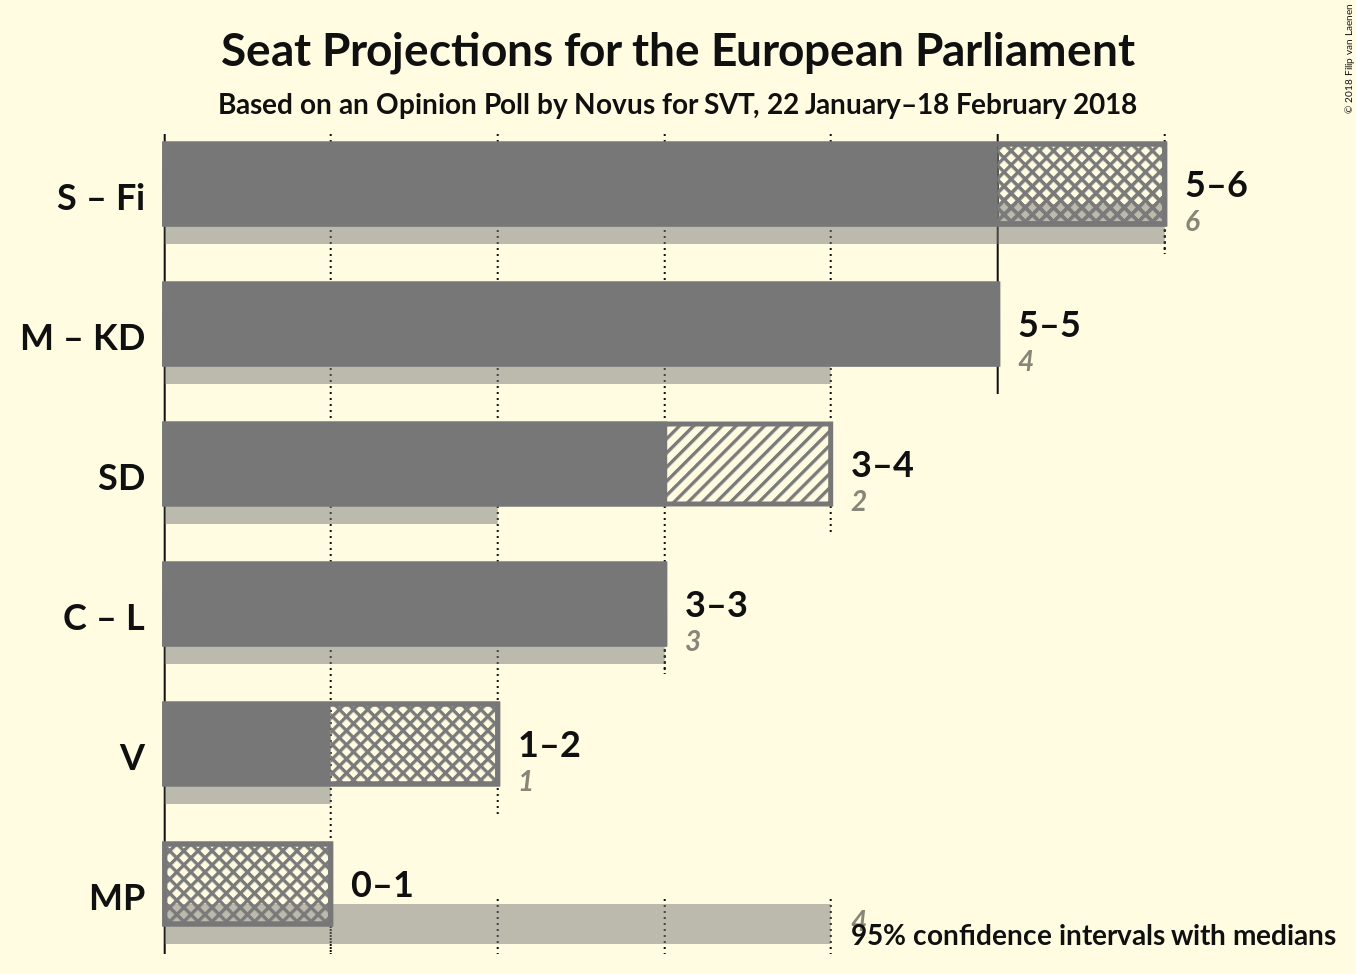 Seat Projections for the European Parliament
Based on an Opinion Poll by Novus for SVT, 22 January–18 February 2018
© 2018 Filip van Laenen
S – Fi
5–6
6
M – KD
5–5
4
SD
3–4
2
C – L
3–3
3
V
1–2
1
MP
0–1
4
95% confidence intervals with medians